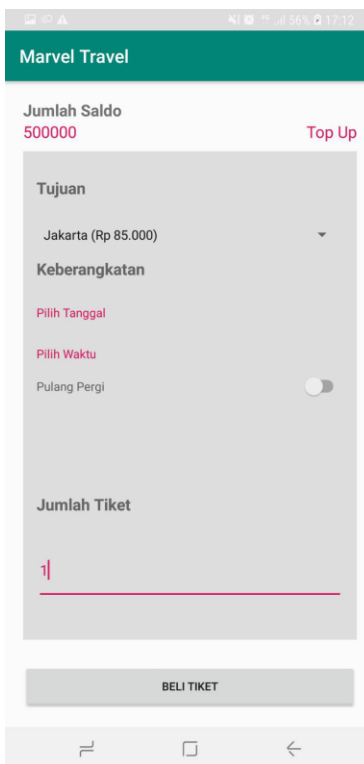 56% 17:12
Marvel Travel
Jumlah Saldo
500000 Top Up
Tujuan
Jakarta (Rp 85.000)
Keberangkatan
Pilih Tanggal
Pilih Waktu
Pulang Pergi
Jumlah Tiket
1
BELI TIKET